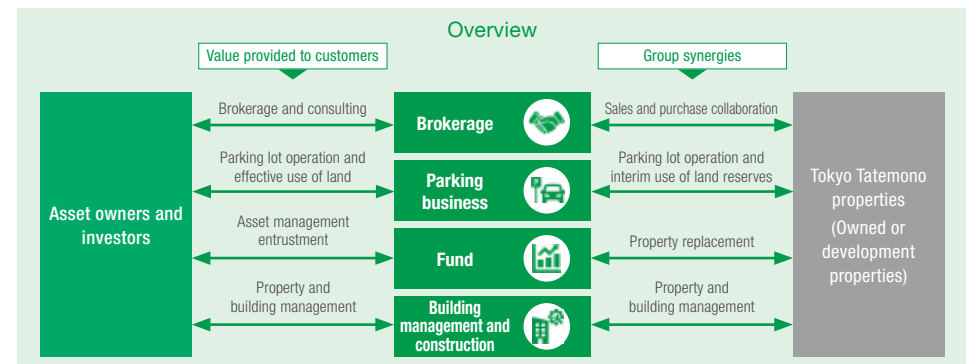 Overview
Value provided to customers
Group synergies
Asset owners and
investors
Brokerage and consulting
Brokerage
Sales and purchase collaboration
Parking lot operation and
effective use of land
Parking
business
Parking lot operation and
interim use of land reserves
Asset management
entrustment
Fund
Property replacement
Property and
building management
Building
management and
construction
Property and
building management
Tokyo Tatemono
properties
(Owned or
development
properties)